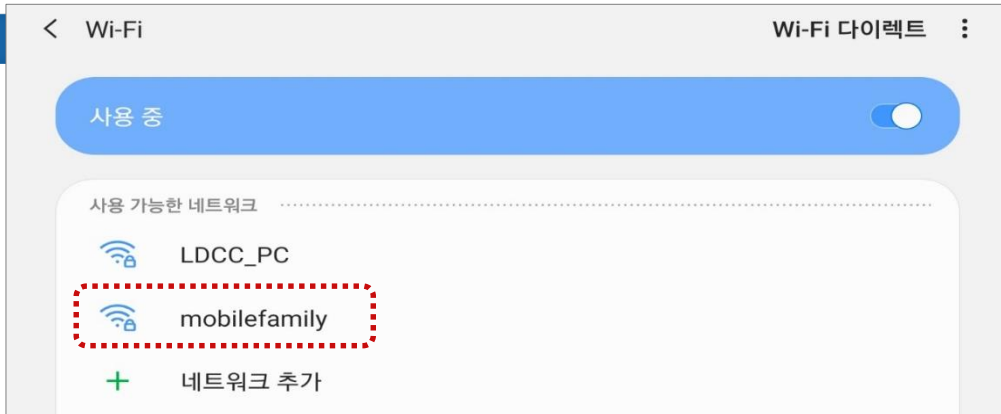 Wi-Fi Wi-Fi 다이렉트
사용 중
사용 가능한 네트워크
LDCC_PC
mobilefamily
네트워크 추가